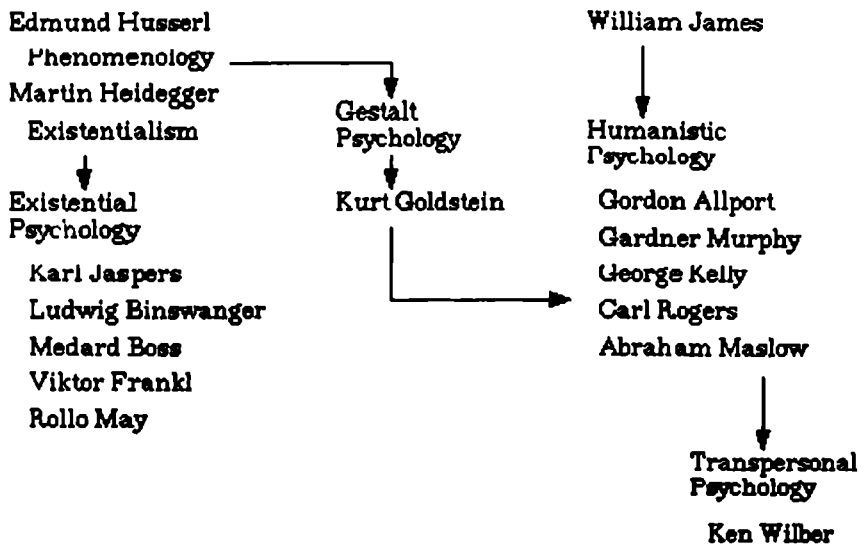 Edmund Husserl
Phenomenology
Martin Heidegger
Existentialism
Existential
Psychology
Karl Jaspers
Ludwig Binswanger
Medard Boss
Viktor Frankl
Rollo May
Gestalt
Psychology
Kurt Goldstein
William James
Humanistic
Psychology
Gordon Allport
Gardner Murphy
George Kelly
Carl Rogers
Abraham Maslow
Transpersonal
Psychology
Ken Wilber